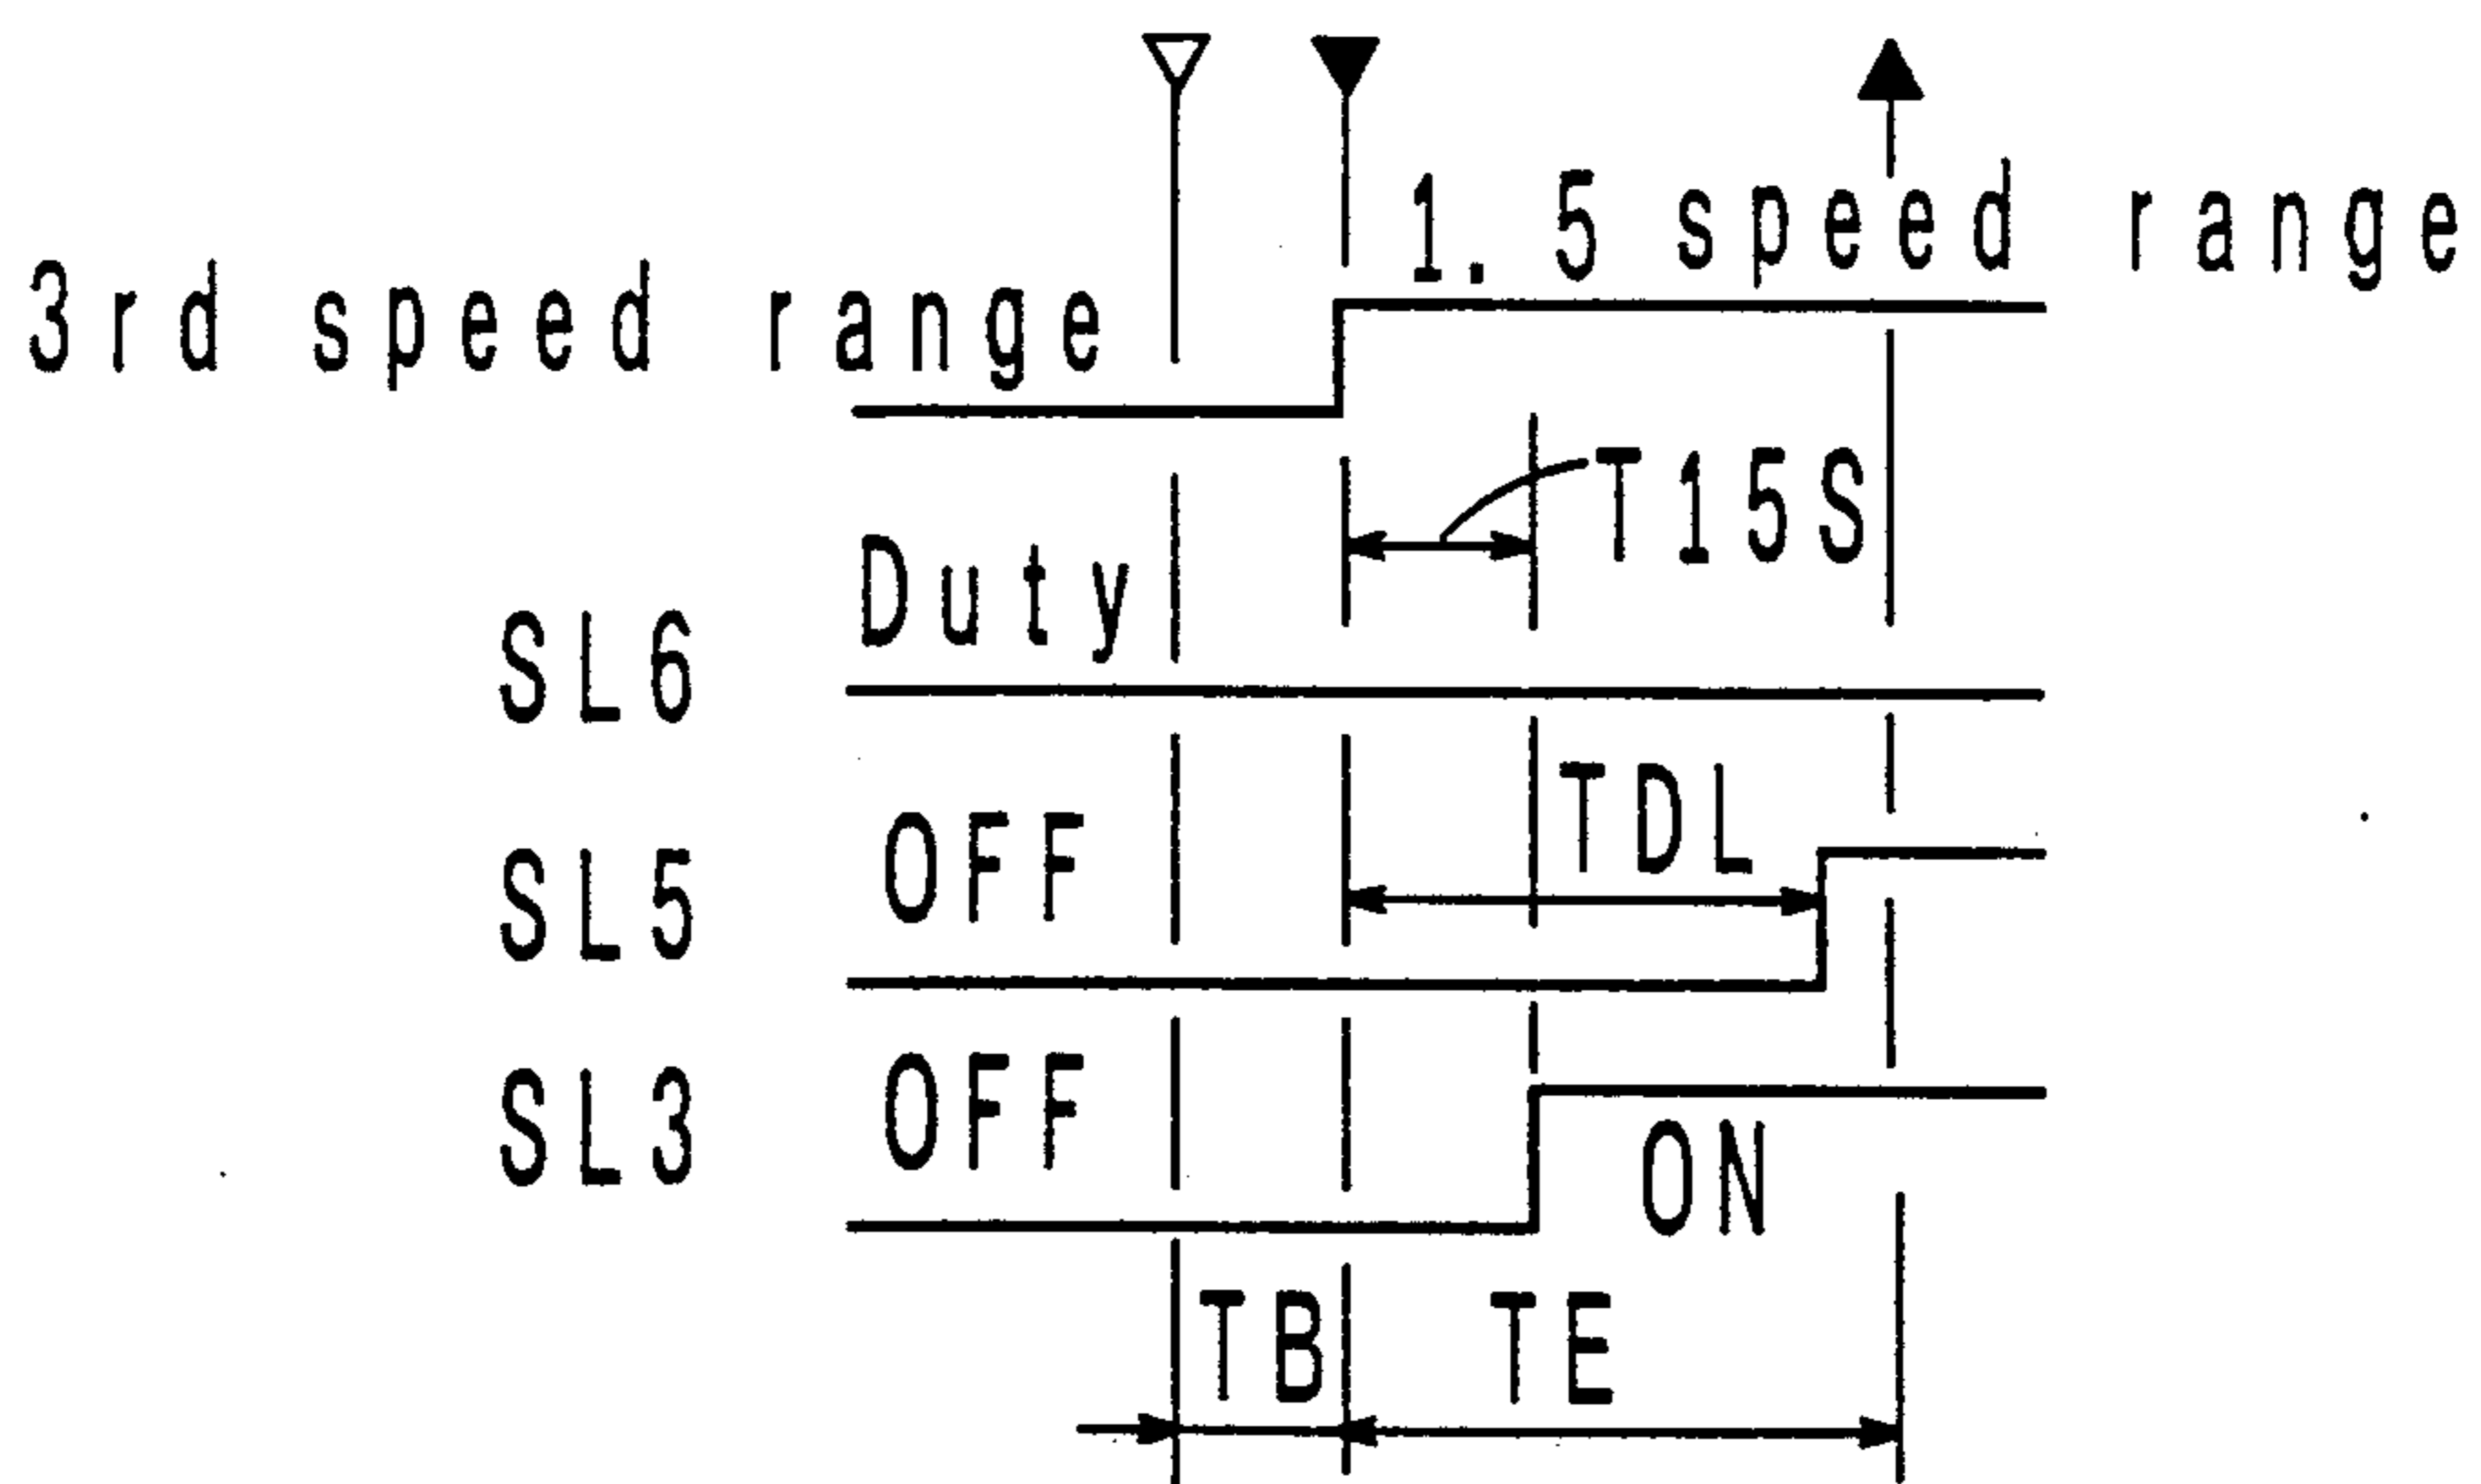 1.5 speed range
3rd speed range
T15S
Duty
SL6
TDL
OFF
SL5
OFF
SL3
ON
TB
TE